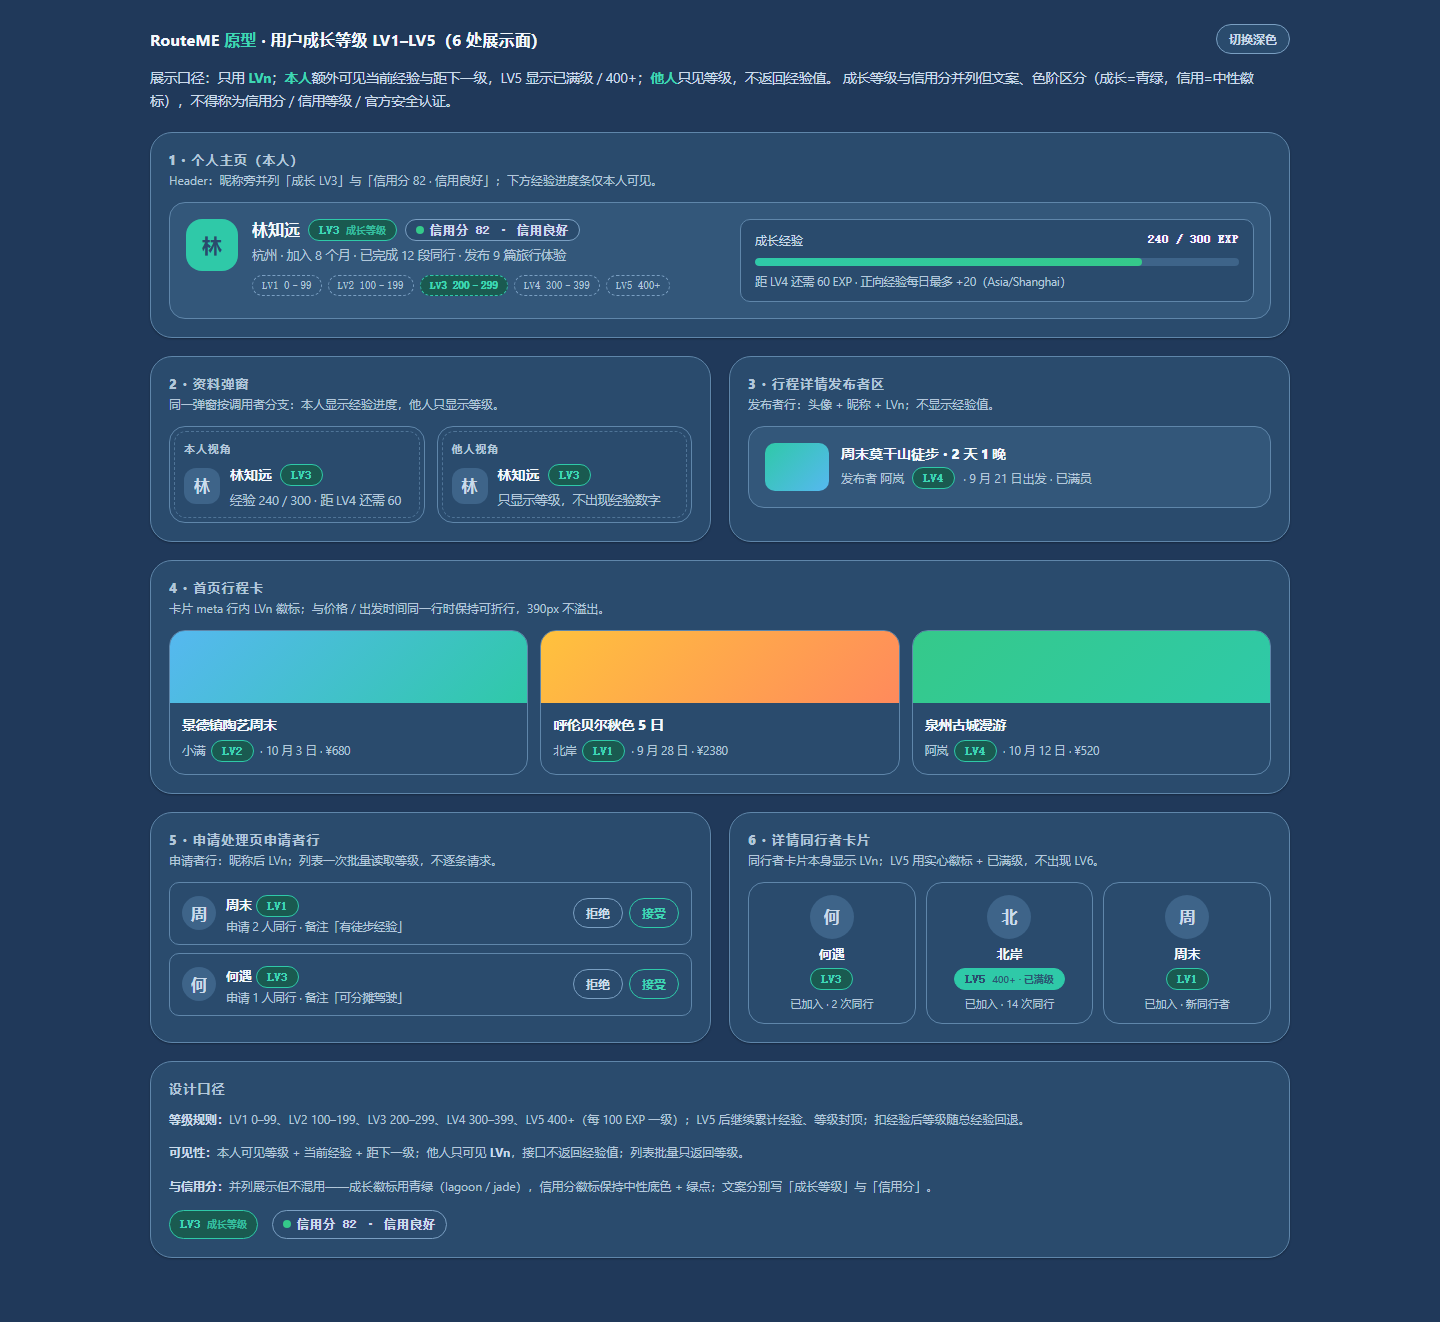 RouteME 原型 · 用户成长等级 LV1–LV5（6 处展示面）
切换深色
展示口径：只用 LVn；本人额外可见当前经验与距下一级，LV5 显示已满级 / 400+；他人只见等级，不返回经验值。 成长等级与信用分并列但文案、色阶区分（成长=青绿，信用=中性徽
标），不得称为信用分 / 信用等级 / 官方安全认证。
1 · 个人主页（本人）
Header：昵称旁并列「成长 LV3」与「信用分 82 · 信用良好」；下方经验进度条仅本人可见。
林
林知远 LV3 成长等级 信用分 82 · 信用良好
杭州 · 加入 8 个月 · 已完成 12 段同行 · 发布 9 篇旅行体验
LV1 0–99 LV2 100–199 LV3 200–299 LV4 300–399 LV5 400+
成长经验 240 / 300 EXP
距 LV4 还需 60 EXP · 正向经验每日最多 +20（Asia/Shanghai）
2 · 资料弹窗
同一弹窗按调用者分支：本人显示经验进度，他人只显示等级。
本人视角
林
林知远 LV3
经验 240 / 300 · 距 LV4 还需 60
他人视角
林
林知远 LV3
只显示等级，不出现经验数字
3 · 行程详情发布者区
发布者行：头像 + 昵称 + LVn；不显示经验值。
周末莫干山徒步 · 2 天 1 晚
发布者 阿岚 LV4 · 9 月 21 日出发 · 已满员
4 · 首页行程卡
卡片 meta 行内 LVn 徽标；与价格 / 出发时间同一行时保持可折行，390px 不溢出。
景德镇陶艺周末
小满 LV2 · 10 月 3 日 · ¥680
呼伦贝尔秋色 5 日
北岸 LV1 · 9 月 28 日 · ¥2380
泉州古城漫游
阿岚 LV4 · 10 月 12 日 · ¥520
5 · 申请处理页申请者行
申请者行：昵称后 LVn；列表一次批量读取等级，不逐条请求。
周
周末 LV1
申请 2 人同行 · 备注「有徒步经验」
拒绝 接受
何
何遇 LV3
申请 1 人同行 · 备注「可分摊驾驶」
拒绝 接受
6 · 详情同行者卡片
同行者卡片本身显示 LVn；LV5 用实心徽标 + 已满级，不出现 LV6。
何
何遇
LV3
已加入 · 2 次同行
北
北岸
LV5 400+ · 已满级
已加入 · 14 次同行
周
周末
LV1
已加入 · 新同行者
设计口径
等级规则：LV1 0–99、LV2 100–199、LV3 200–299、LV4 300–399、LV5 400+（每 100 EXP 一级）；LV5 后继续累计经验、等级封顶；扣经验后等级随总经验回退。
可见性：本人可见等级 + 当前经验 + 距下一级；他人只可见 LVn，接口不返回经验值；列表批量只返回等级。
与信用分：并列展示但不混用——成长徽标用青绿（lagoon / jade），信用分徽标保持中性底色 + 绿点；文案分别写「成长等级」与「信用分」。
LV3 成长等级 信用分 82 · 信用良好